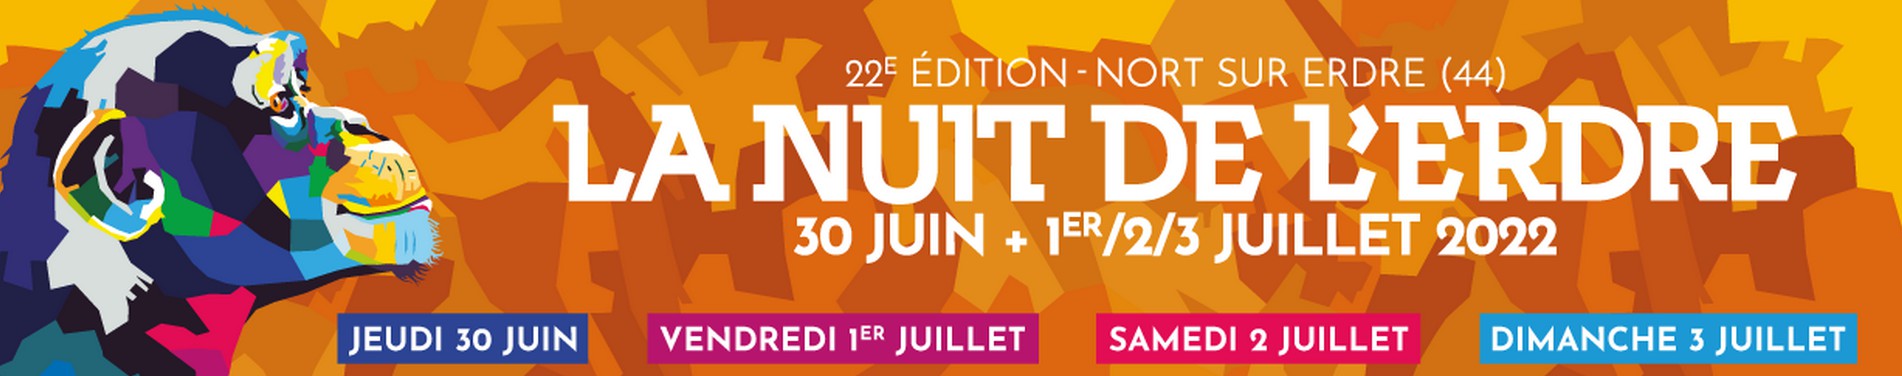 22E ÉDITION - NORT SUR ERDRE (44)
LA NUIT DE L'ERDRE
30 JUIN + 1ER/2/3 JUILLET 2022
JEUDI 30 JUIN
VENDREDI 1ER JUILLET
SAMEDI 2 JUILLET
DIMANCHE 3 JUILLET